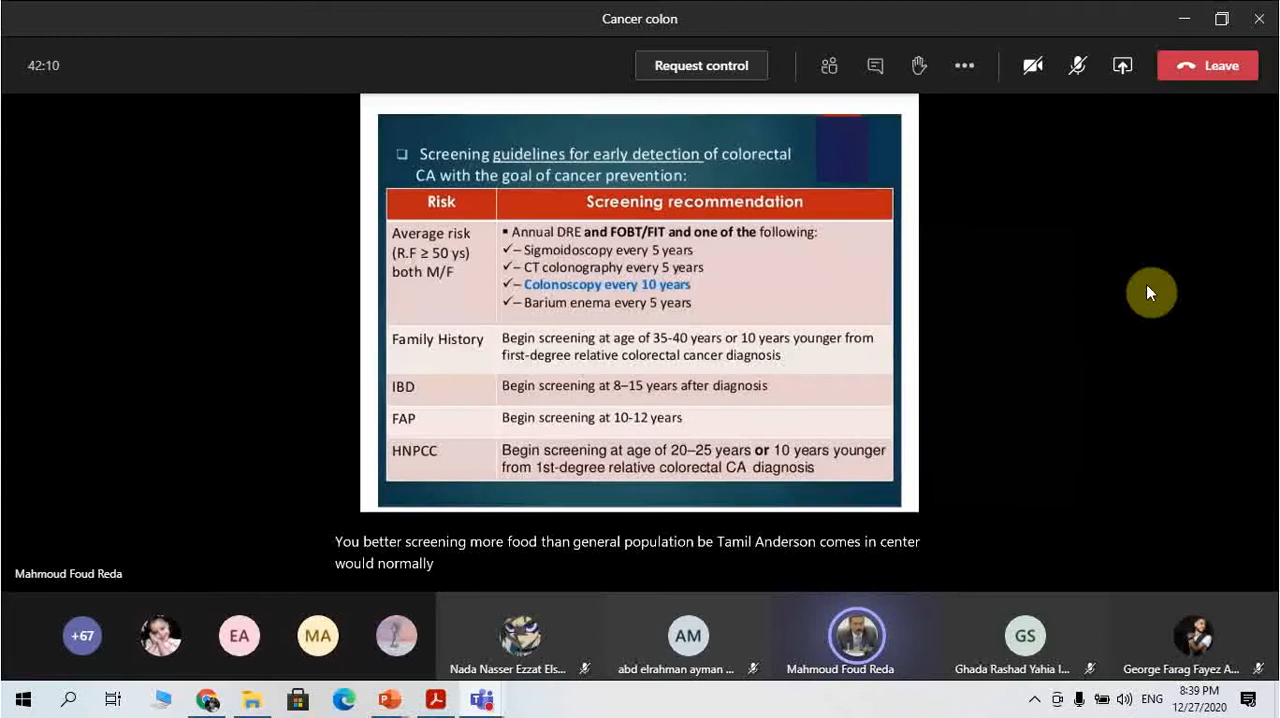 Cancer colon
42:10
Request control
Leave
❑ Screening guidelines for early detection of colorectal
CA with the goal of cancer prevention:
Risk
Screening recommendation
Average risk
(R.F ≥ 50 ys)
both M/F
▪ Annual DRE and FOBT/FIT and one of the following:
✓– Sigmoidoscopy every 5 years
✓– CT colonography every 5 years
✓– Colonoscopy every 10 years
✓– Barium enema every 5 years
Family History
Begin screening at age of 35-40 years or 10 years younger from
first-degree relative colorectal cancer diagnosis
IBD
Begin screening at 8–15 years after diagnosis
FAP
Begin screening at 10-12 years
HNPCC
Begin screening at age of 20–25 years or 10 years younger
from 1st-degree relative colorectal CA diagnosis
You better screening more food than general population be Tamil Anderson comes in center
would normally
Mahmoud Foud Reda
+67
EA
MA
AM
GS
Nada Nasser Ezzat Els...
abd elrahman ayman ...
Mahmoud Foud Reda
Ghada Rashad Yahia I...
George Farag Fayez A...
ENG
8:39 PM
12/27/2020